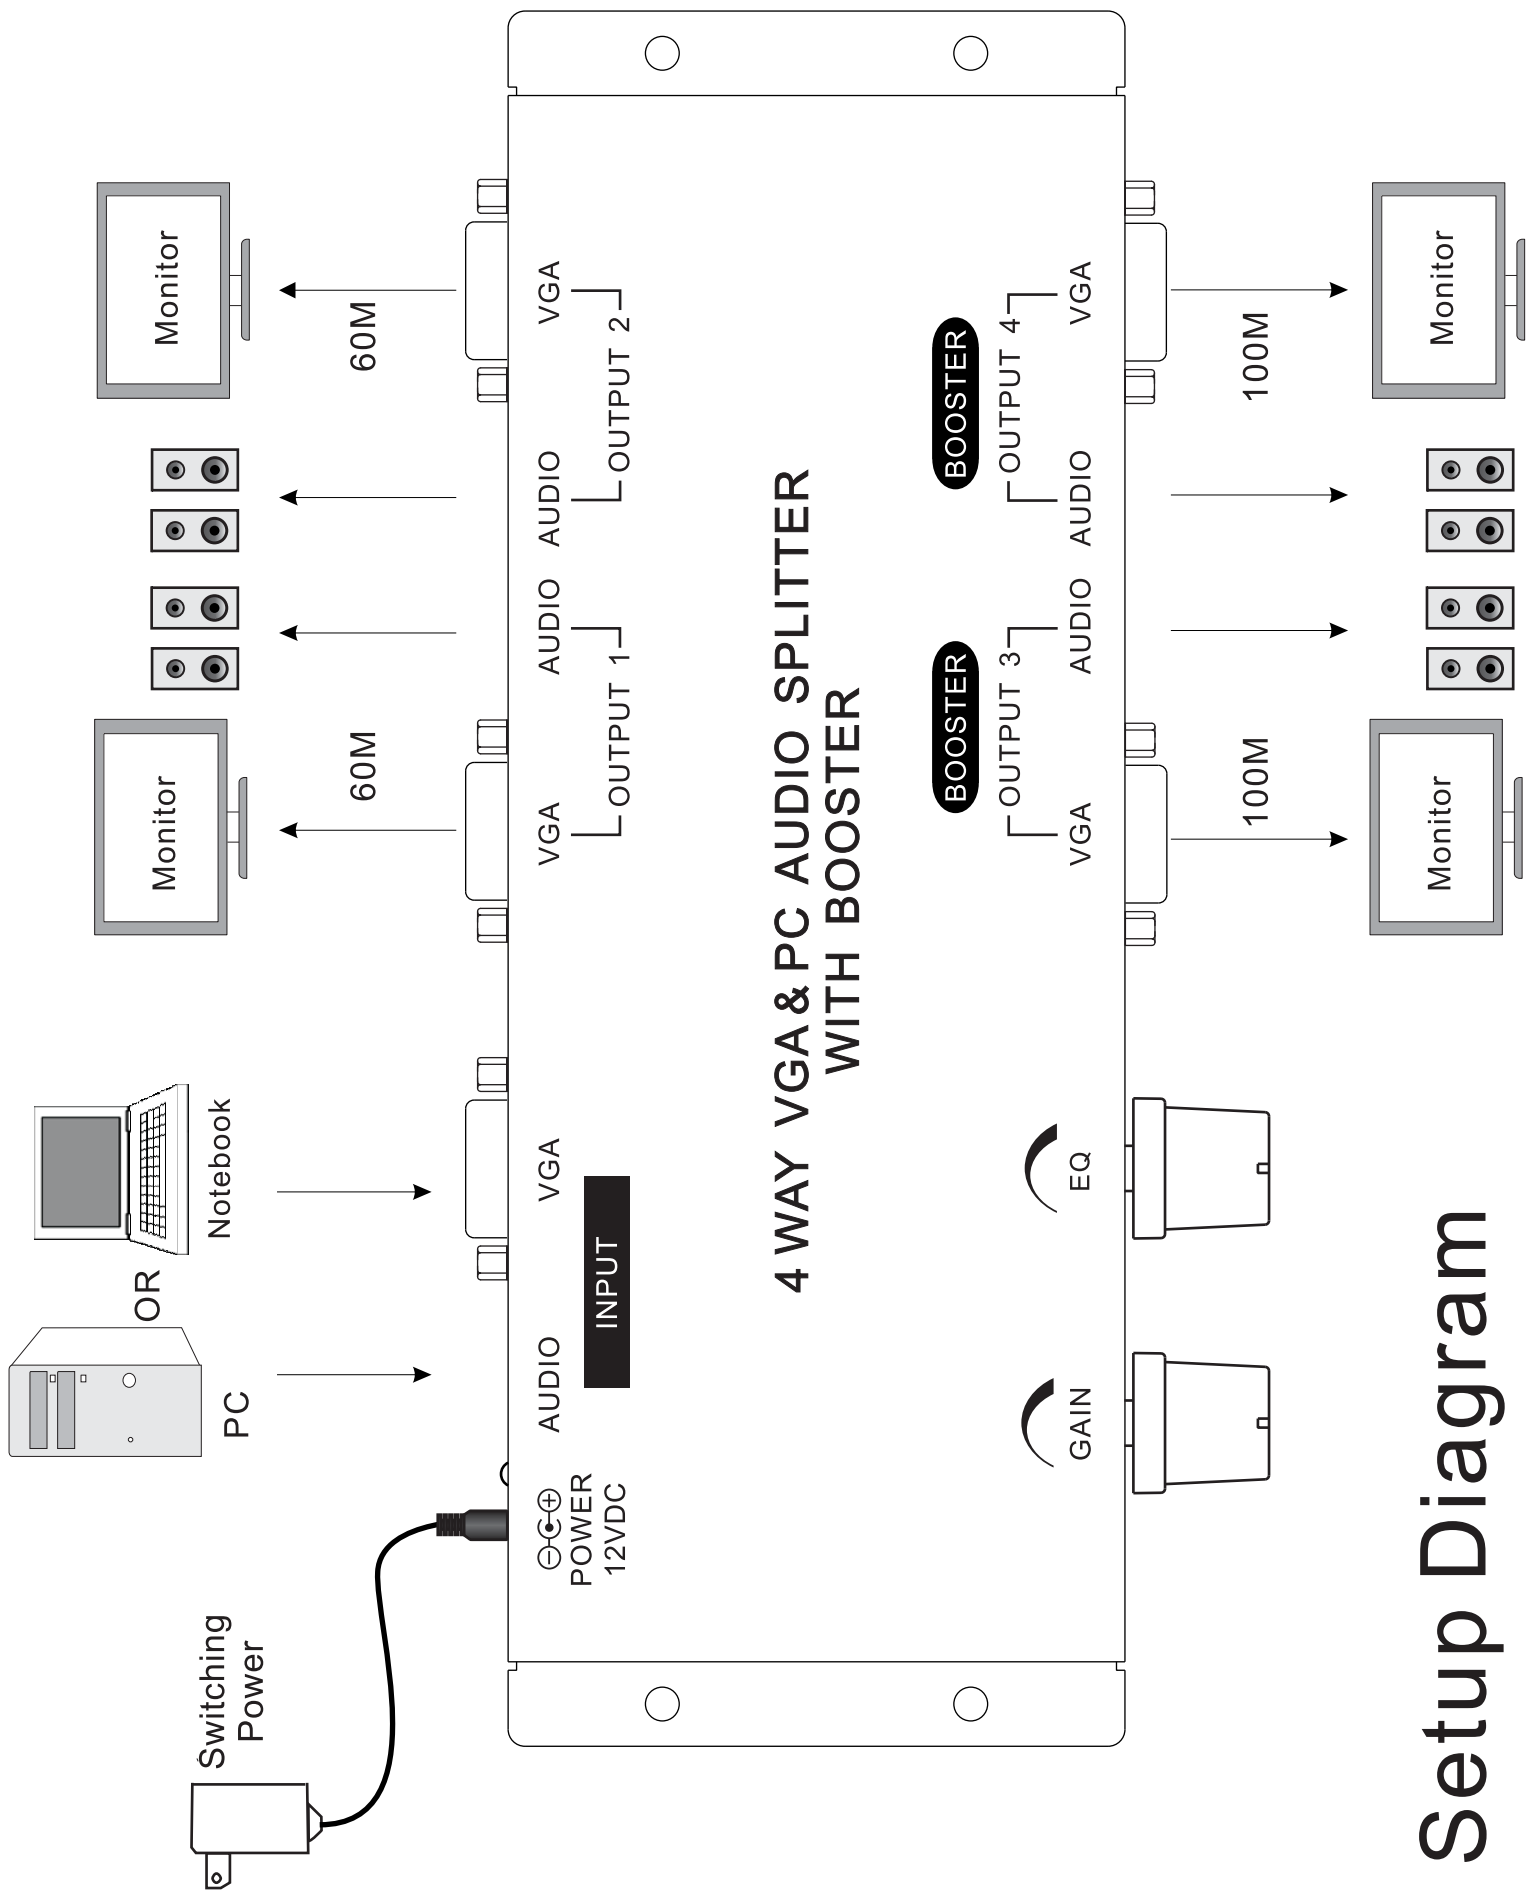 Switching
Power
PC
OR
Notebook
Monitor
Monitor
60M
60M
POWER
12VDC
AUDIO
VGA
INPUT
VGA
AUDIO
OUTPUT 1
AUDIO
VGA
OUTPUT 2
4 WAY VGA & PC AUDIO SPLITTER
WITH BOOSTER
BOOSTER
BOOSTER
OUTPUT 3
OUTPUT 4
GAIN
EQ
VGA
AUDIO
AUDIO
VGA
100M
100M
Monitor
Monitor
Setup Diagram